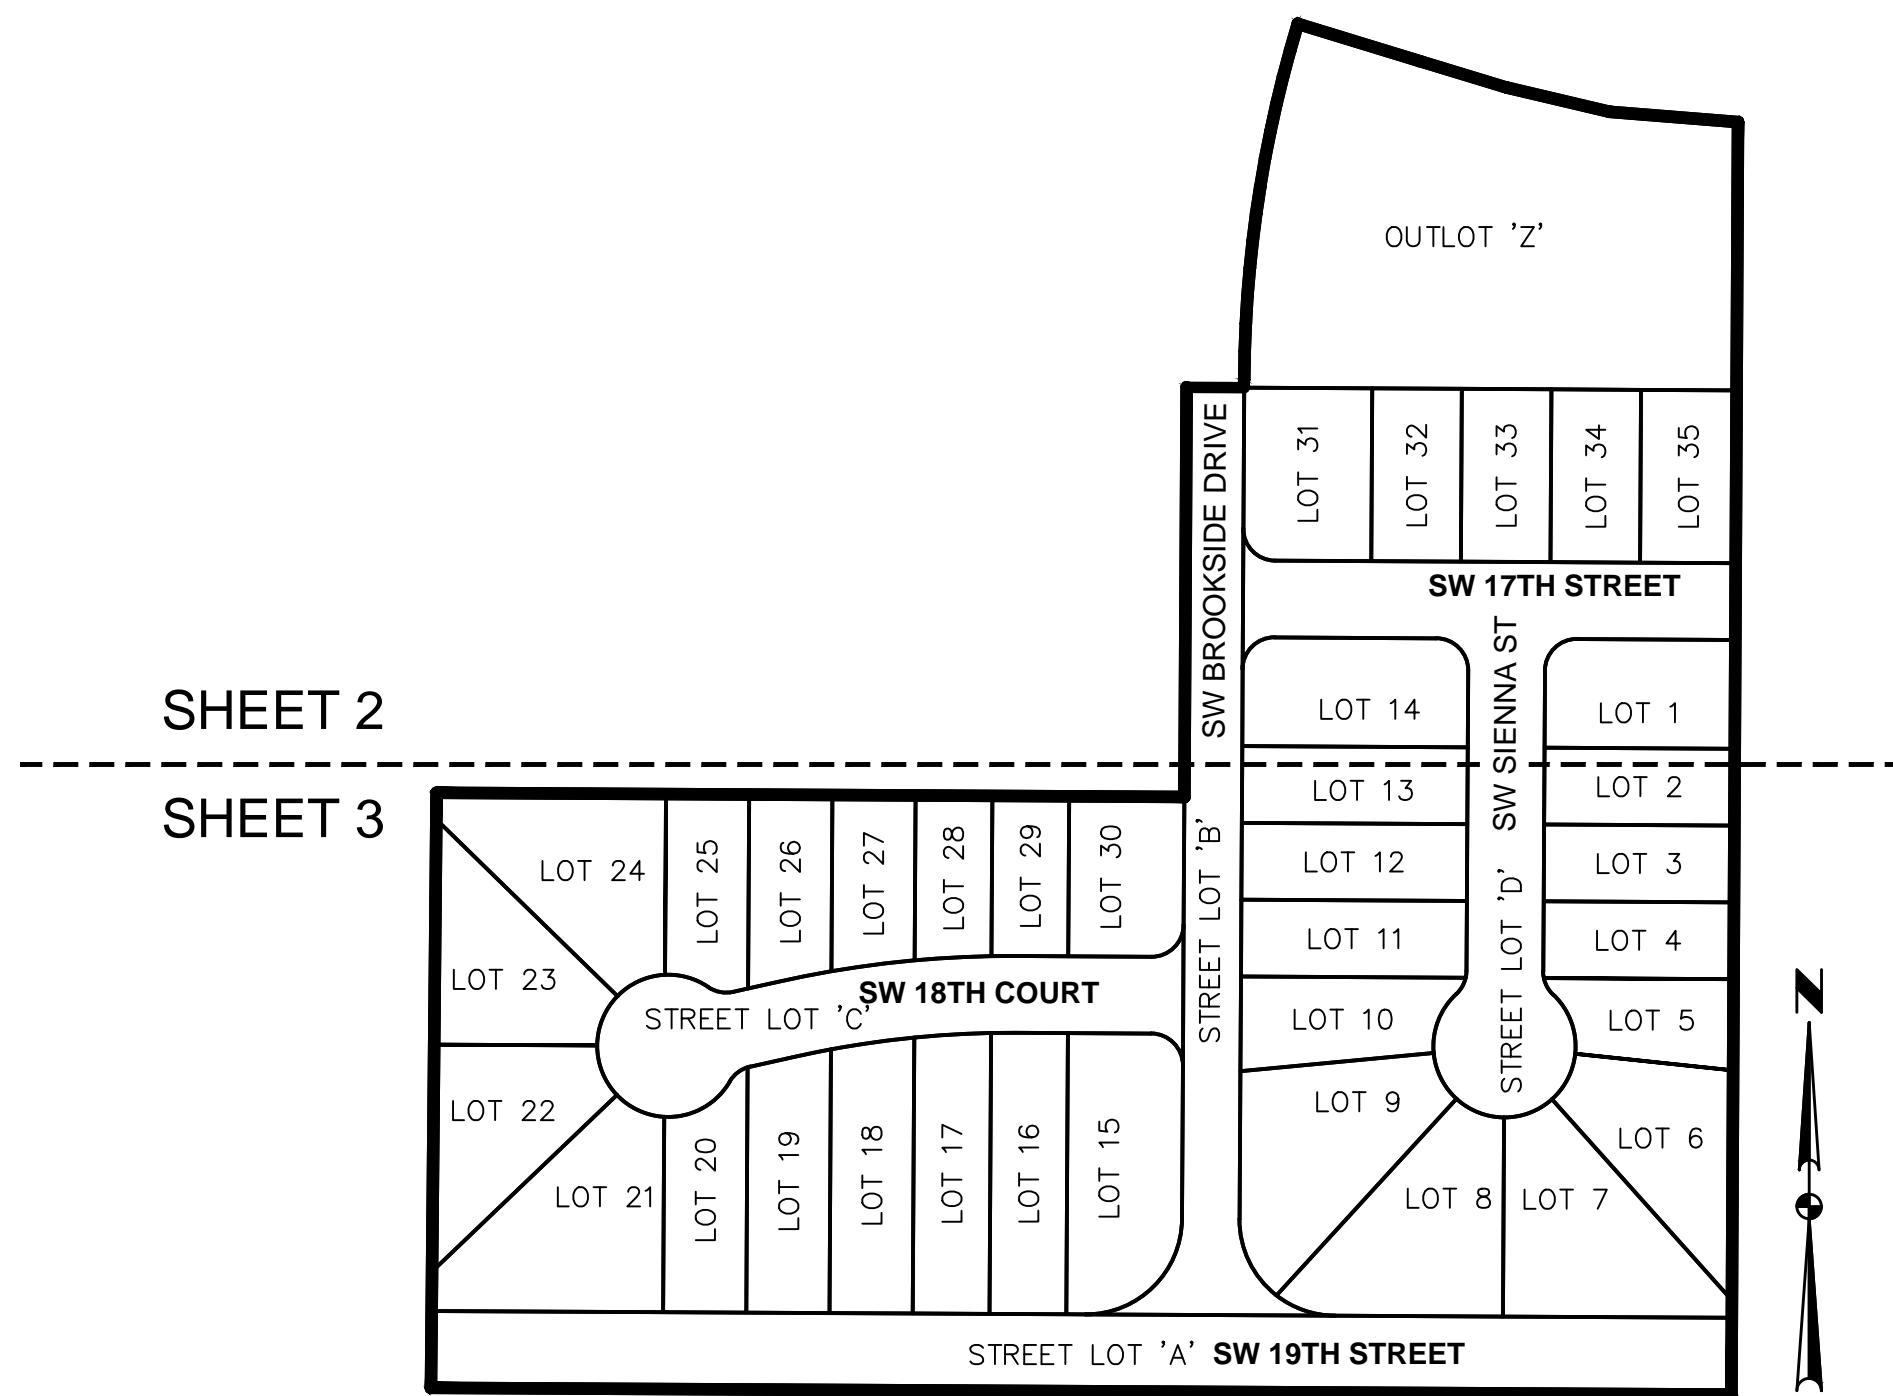 OUTLOT 'Z'
SW BROOKSIDE DRIVE
LOT 31
LOT 32
LOT 33
LOT 34
LOT 35
SW 17TH STREET
SW SIENNA ST
SHEET 2
LOT 14
LOT 1
SHEET 3
LOT 13
LOT 2
LOT 24
LOT 25
LOT 26
LOT 27
LOT 28
LOT 29
LOT 30
STREET LOT 'B'
LOT 12
STREET LOT 'D'
LOT 3
LOT 11
LOT 4
LOT 23
SW 18TH COURT
STREET LOT 'C'
LOT 10
LOT 5
N
LOT 22
LOT 9
LOT 6
LOT 21
LOT 20
LOT 19
LOT 18
LOT 17
LOT 16
LOT 15
LOT 8
LOT 7
STREET LOT 'A' SW 19TH STREET